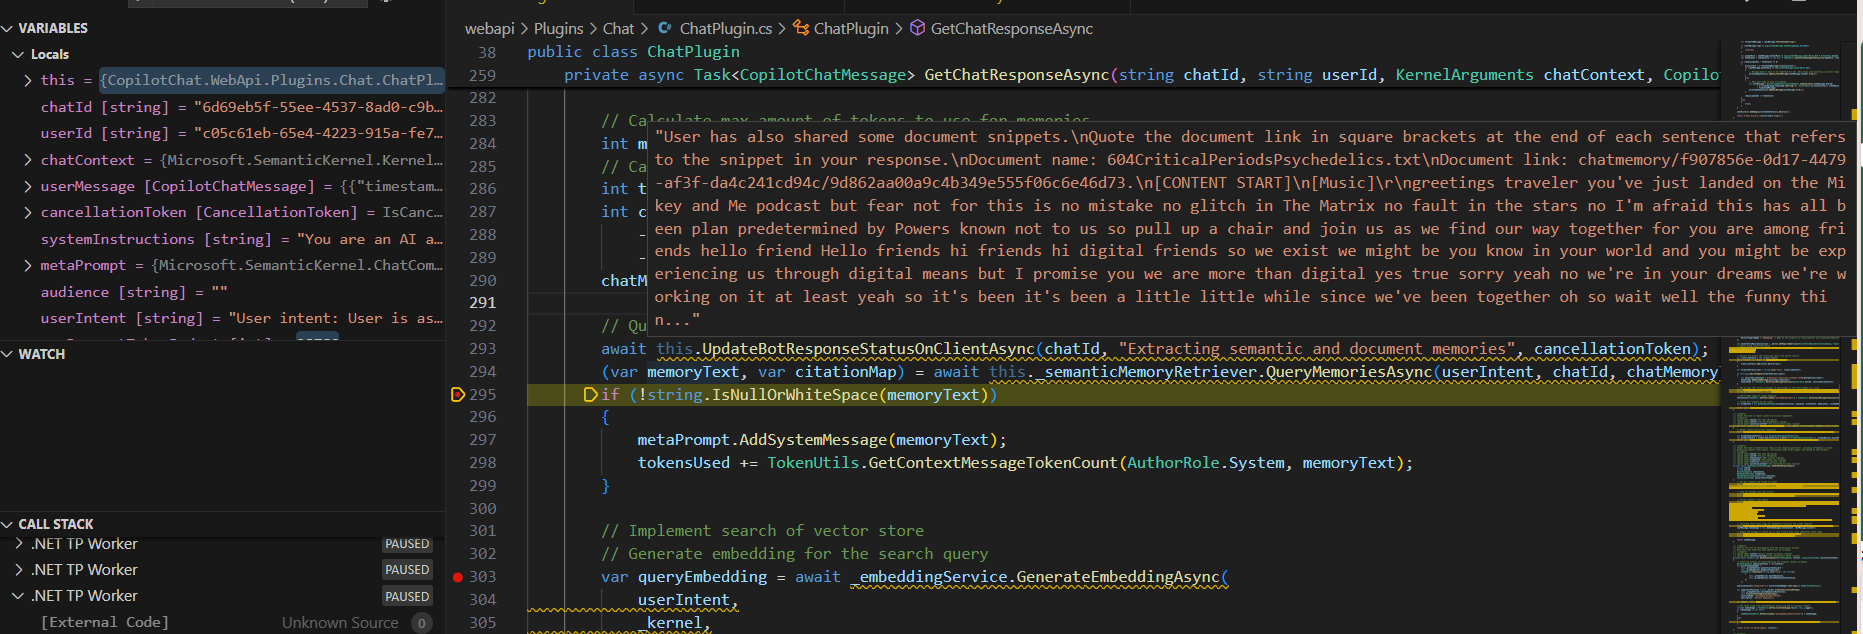 VARIABLES
Locals
this = {CopilotChat.WebApi.Plugins.Chat.ChatPl...
chatId [string] = "6d69eb5f-55ee-4537-8ad0-c9b...
userId [string] = "c05c61eb-65e4-4223-915a-fe7...
chatContext = {Microsoft.SemanticKernel.Kernel...
userMessage [CopilotChatMessage] = {{"timestam...
cancellationToken [CancellationToken] = IsCanc...
systemInstructions [string] = "You are an AI a...
metaPrompt = {Microsoft.SemanticKernel.ChatCom...
audience [string] = ""
userIntent [string] = "User intent: User is as...
WATCH
CALL STACK
.NET TP Worker PAUSED
.NET TP Worker PAUSED
.NET TP Worker PAUSED
[External Code] Unknown Source 0
webapi > Plugins > Chat > ChatPlugin.cs > ChatPlugin > GetChatResponseAsync
38 public class ChatPlugin
259 private async Task<CopilotChatMessage> GetChatResponseAsync(string chatId, string userId, KernelArguments chatContext, Copilo
282
283 // Calculate max amount of tokens to use for memories
284 int m
285 // Ca
286 int t
287 int c
288 -
289 -
290 chatM
291
292 // Qu
"User has also shared some document snippets.\nQuote the document link in square brackets at the end of each sentence that refers
to the snippet in your response.\nDocument name: 604CriticalPeriodsPsychedelics.txt\nDocument link: chatmemory/f907856e-0d17-4479
-af3f-da4c241cd94c/9d862aa00a9c4b349e555f06c6e46d73.\n[CONTENT START]\n[Music]\r\ngreetings traveler you've just landed on the Mi
key and Me podcast but fear not for this is no mistake no glitch in The Matrix no fault in the stars no I'm afraid this has all b
een plan predetermined by Powers known not to us so pull up a chair and join us as we find our way together for you are among fri
ends hello friend Hello friends hi friends hi digital friends so we exist we might be you know in your world and you might be exp
eriencing us through digital means but I promise you we are more than digital yes true sorry yeah no we're in your dreams we're w
orking on it at least yeah so it's been it's been a little little while since we've been together oh so wait well the funny thi
n..."
293 await this.UpdateBotResponseStatusOnClientAsync(chatId, "Extracting semantic and document memories", cancellationToken);
294 (var memoryText, var citationMap) = await this._semanticMemoryRetriever.QueryMemoriesAsync(userIntent, chatId, chatMemory
295 if (!string.IsNullOrWhiteSpace(memoryText))
296 {
297 metaPrompt.AddSystemMessage(memoryText);
298 tokensUsed += TokenUtils.GetContextMessageTokenCount(AuthorRole.System, memoryText);
299 }
300
301 // Implement search of vector store
302 // Generate embedding for the search query
303 var queryEmbedding = await _embeddingService.GenerateEmbeddingAsync(
304 userIntent,
305 _kernel,